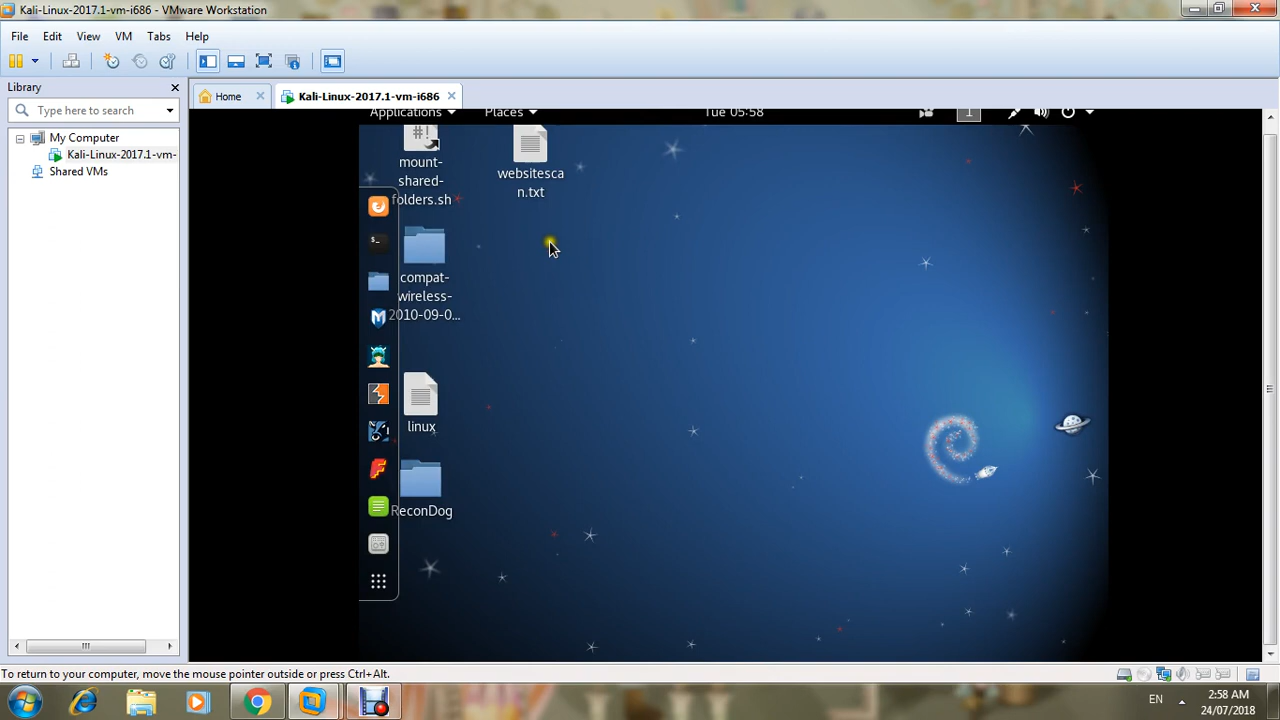 Kali-Linux-2017.1-vm-i686 - VMware Workstation
File Edit View VM Tabs Help
Library
Type here to search
My Computer
Kali-Linux-2017.1-vm-
Shared VMs
Home
Kali-Linux-2017.1-vm-i686
Applications Places Tue 05:58 1
mount-
shared-
folders.sh
websitesca
n.txt
compat-
wireless-
2010-09-0...
linux
ReconDog
To return to your computer, move the mouse pointer outside or press Ctrl+Alt.
EN
2:58 AM
24/07/2018